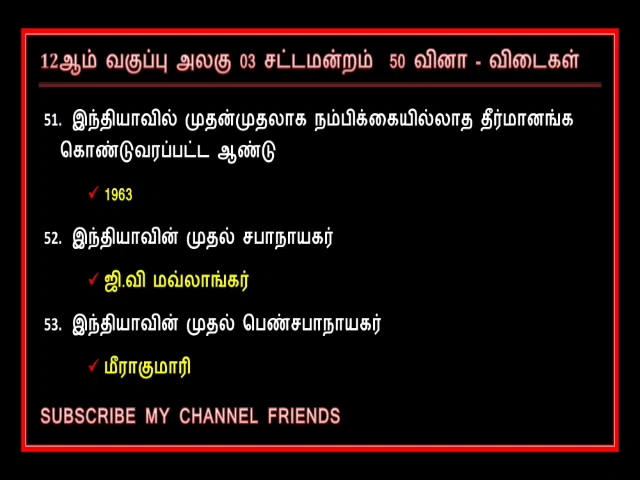 12ஆம் வகுப்பு அலகு 03 சட்டமன்றம் 50 வினா - விடைகள்
51. இந்தியாவில் முதன்முதலாக நம்பிக்கையில்லாத தீர்மானங்க
கொண்டுவரப்பட்ட ஆண்டு
✓ 1963
52. இந்தியாவின் முதல் சபாநாயகர்
✓ ஜி.வி மவ்லாங்கர்
53. இந்தியாவின் முதல் பெண்சபாநாயகர்
✓ மீராகுமாரி
SUBSCRIBE MY CHANNEL FRIENDS